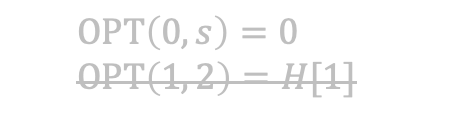 OPT(0, s) = 0
OPT(1, 2) = H[1]